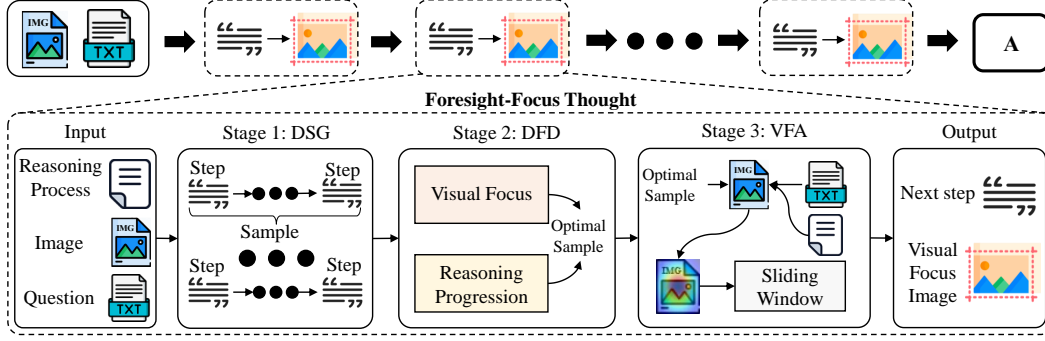 IMG
TXT
A
Foresight-Focus Thought
Input
Reasoning
Process
Image
IMG
Question
TXT
Stage 1: DSG
Step
Step
Sample
Step
Step
Stage 2: DFD
Visual Focus
Optimal
Sample
Reasoning
Progression
Stage 3: VFA
Optimal
Sample
IMG
TXT
IMG
Sliding
Window
Output
Next step
Visual
Focus
Image